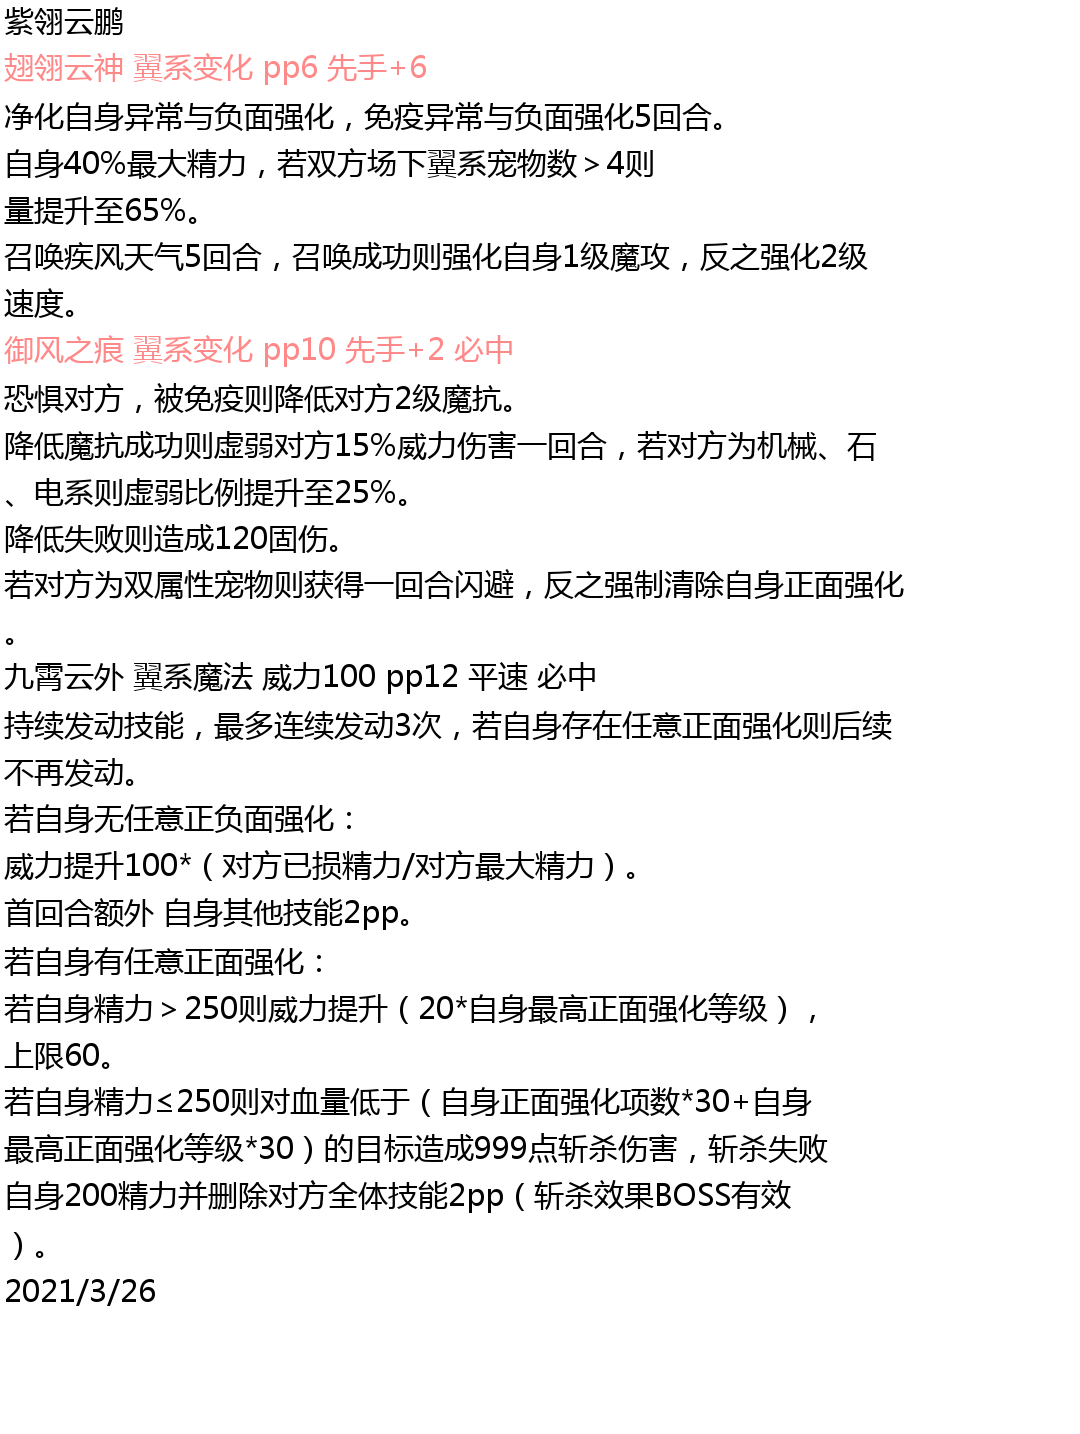 紫翎云鹏
翅翎云神 翼系变化 pp6 先手+6
净化自身异常与负面强化，免疫异常与负面强化5回合。
自身40%最大精力，若双方场下翼系宠物数＞4则
量提升至65%。
召唤疾风天气5回合，召唤成功则强化自身1级魔攻，反之强化2级
速度。
御风之痕 翼系变化 pp10 先手+2 必中
恐惧对方，被免疫则降低对方2级魔抗。
降低魔抗成功则虚弱对方15%威力伤害一回合，若对方为机械、石
、电系则虚弱比例提升至25%。
降低失败则造成120固伤。
若对方为双属性宠物则获得一回合闪避，反之强制清除自身正面强化
。
九霄云外 翼系魔法 威力100 pp12 平速 必中
持续发动技能，最多连续发动3次，若自身存在任意正面强化则后续
不再发动。
若自身无任意正负面强化：
威力提升100*（对方已损精力/对方最大精力）。
首回合额外 自身其他技能2pp。
若自身有任意正面强化：
若自身精力＞250则威力提升（20*自身最高正面强化等级），
上限60。
若自身精力≤250则对血量低于（自身正面强化项数*30+自身
最高正面强化等级*30）的目标造成999点斩杀伤害，斩杀失败
自身200精力并删除对方全体技能2pp（斩杀效果BOSS有效
）。
2021/3/26